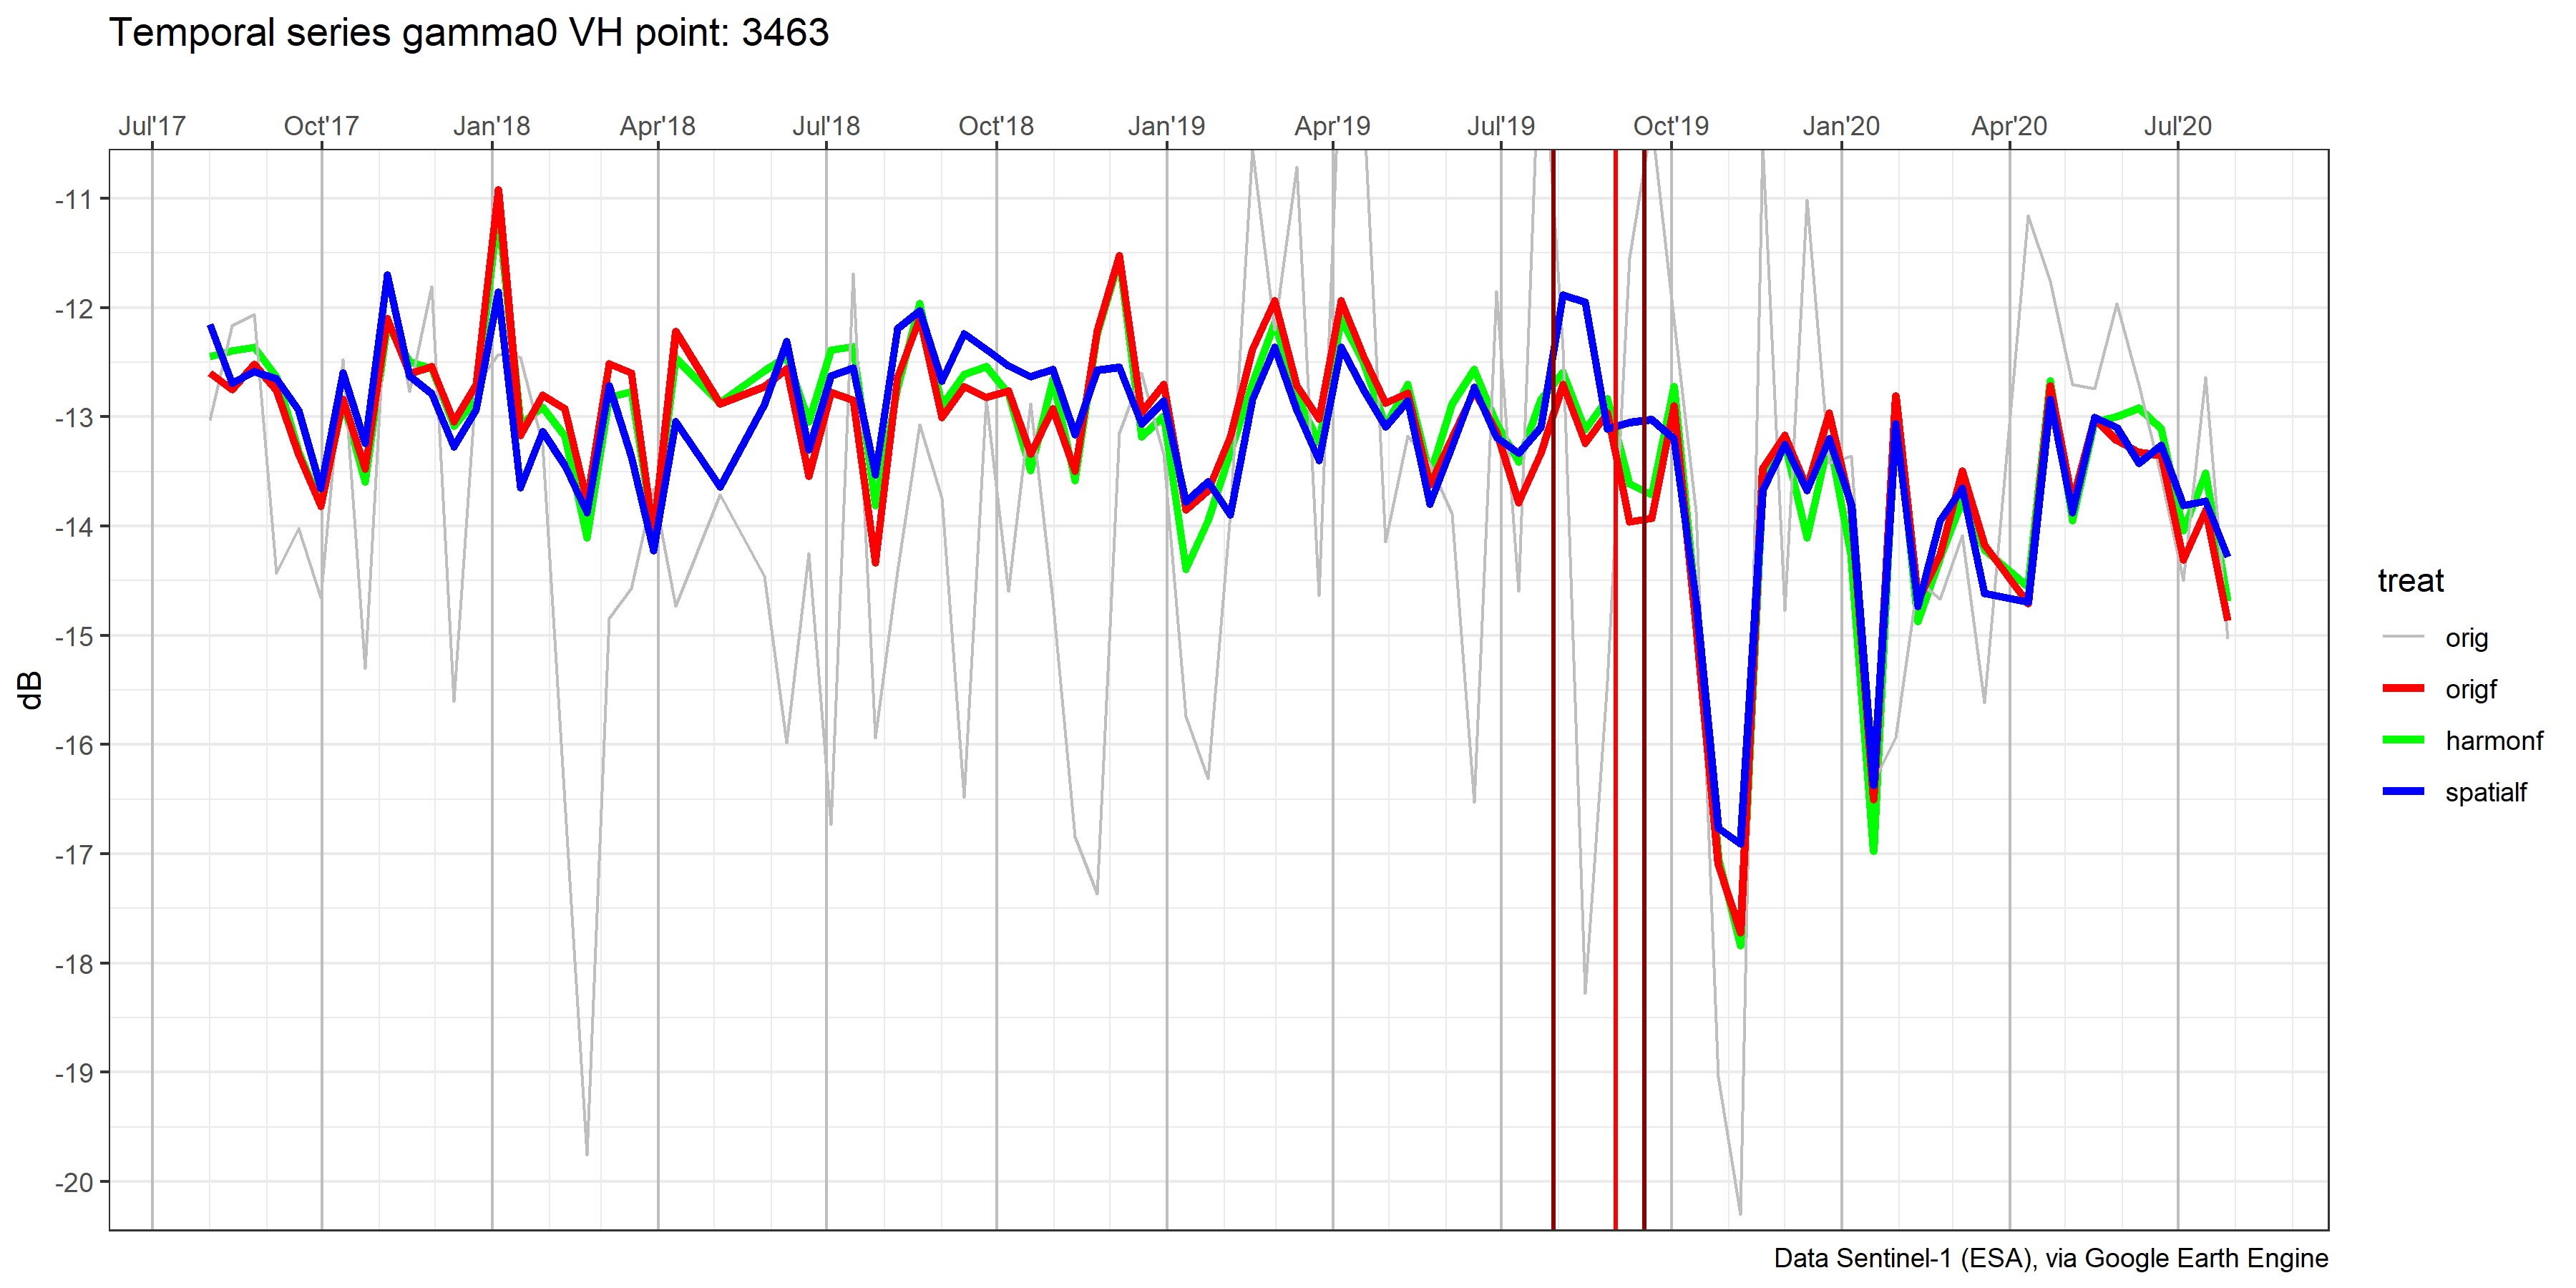 Temporal series gamma0 VH point: 3463
Jul'17 Oct'17 Jan'18 Apr'18 Jul'18 Oct'18 Jan'19 Apr'19 Jul'19 Oct'19 Jan'20 Apr'20 Jul'20
-11
-12
-13
-14
-15
-16
-17
-18
-19
-20
dB
treat
orig
origf
harmonf
spatialf
Data Sentinel-1 (ESA), via Google Earth Engine